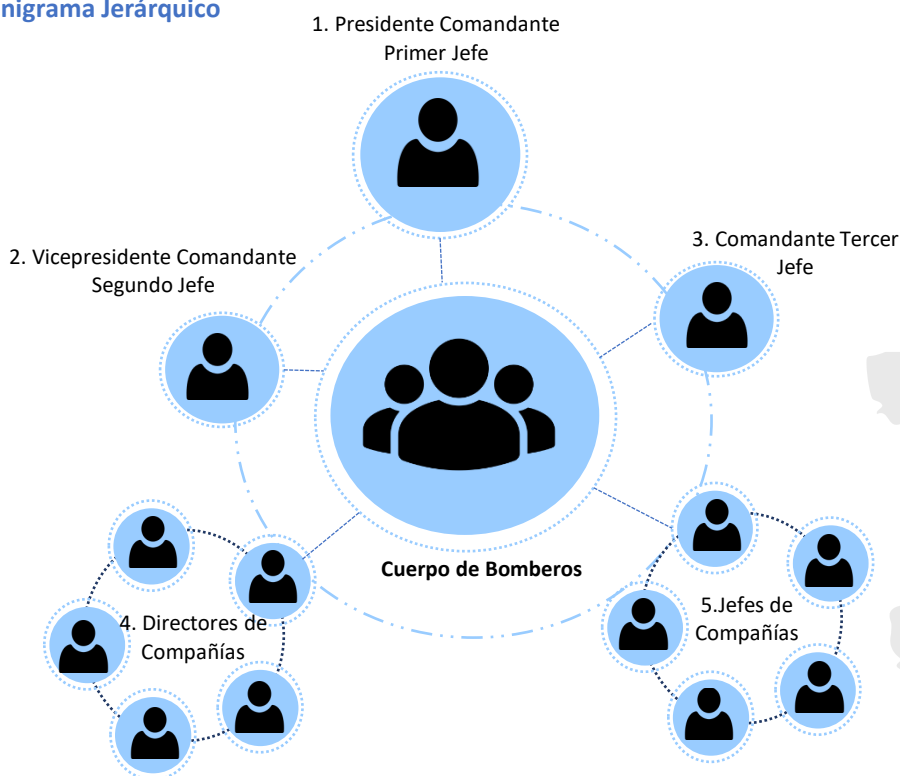 nigrama Jerárquico
1. Presidente Comandante
Primer Jefe
2. Vicepresidente Comandante
Segundo Jefe
3. Comandante Tercer
Jefe
Cuerpo de Bomberos
4. Directores de
Compañías
5.Jefes de
Compañías